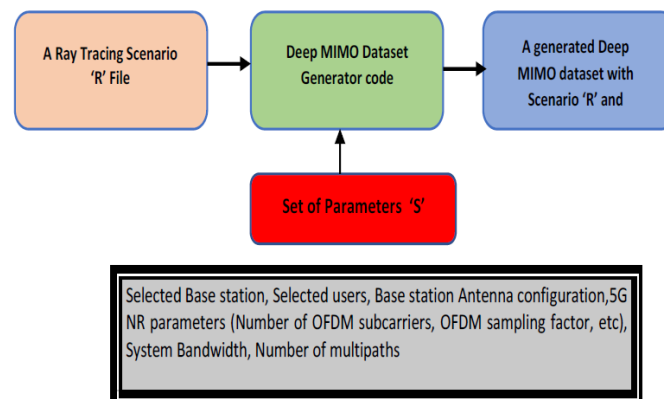 A Ray Tracing Scenario
‘R’ File
Deep MIMO Dataset
Generator code
A generated Deep
MIMO dataset with
Scenario ‘R’ and
Set of Parameters ‘S’
Selected Base station, Selected users, Base station Antenna configuration,5G
NR parameters (Number of OFDM subcarriers, OFDM sampling factor, etc),
System Bandwidth, Number of multipaths